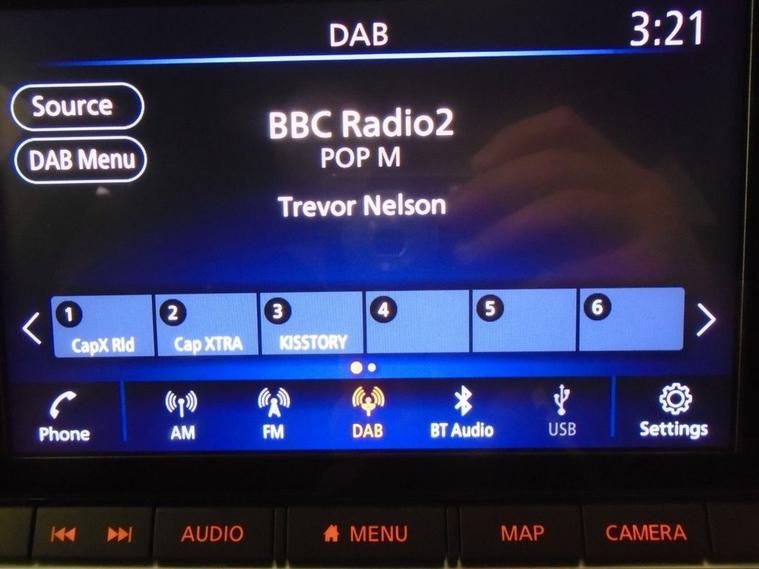 DAB 3:21
Source
BBC Radio2
POP M
DAB Menu
Trevor Nelson
1 2 3 4 5 6
CapX Rld Cap XTRA KISSTORY
Phone AM FM DAB BT Audio USB Settings
AUDIO MENU MAP CAMERA